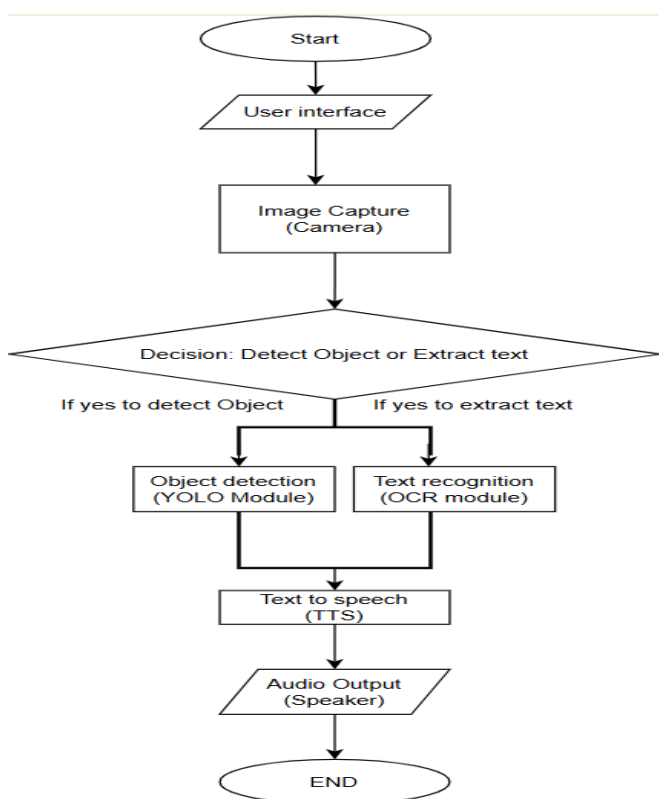 Start
User interface
Image Capture
(Camera)
Decision: Detect Object or Extract text
If yes to detect Object
If yes to extract text
Object detection
(YOLO Module)
Text recognition
(OCR module)
Text to speech
(TTS)
Audio Output
(Speaker)
END